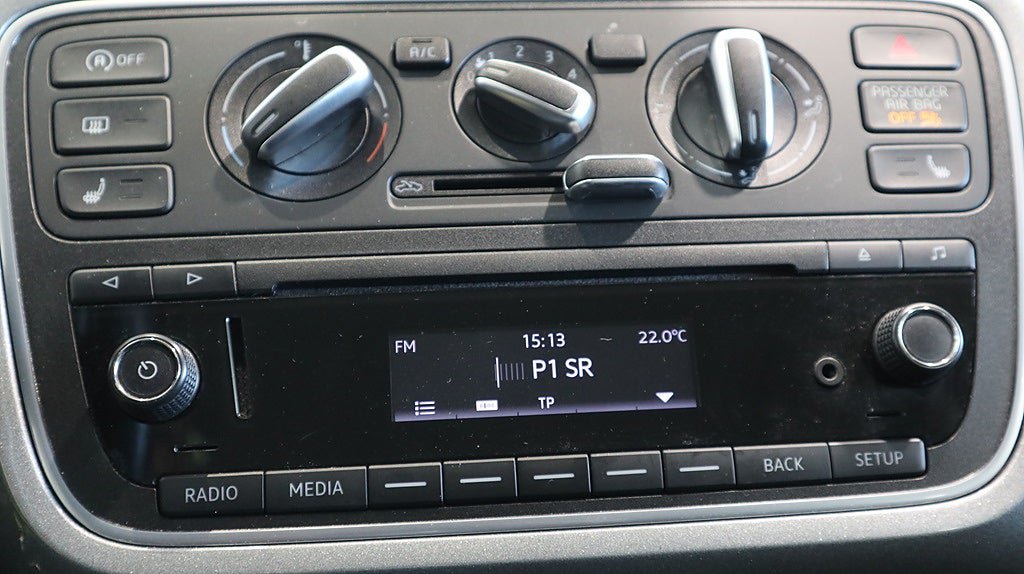 A OFF
A/C
1 2 3 4
PASSENGER
AIR BAG
OFF
FM 15:13 22.0°C
P1 SR
TP
RADIO MEDIA BACK SETUP